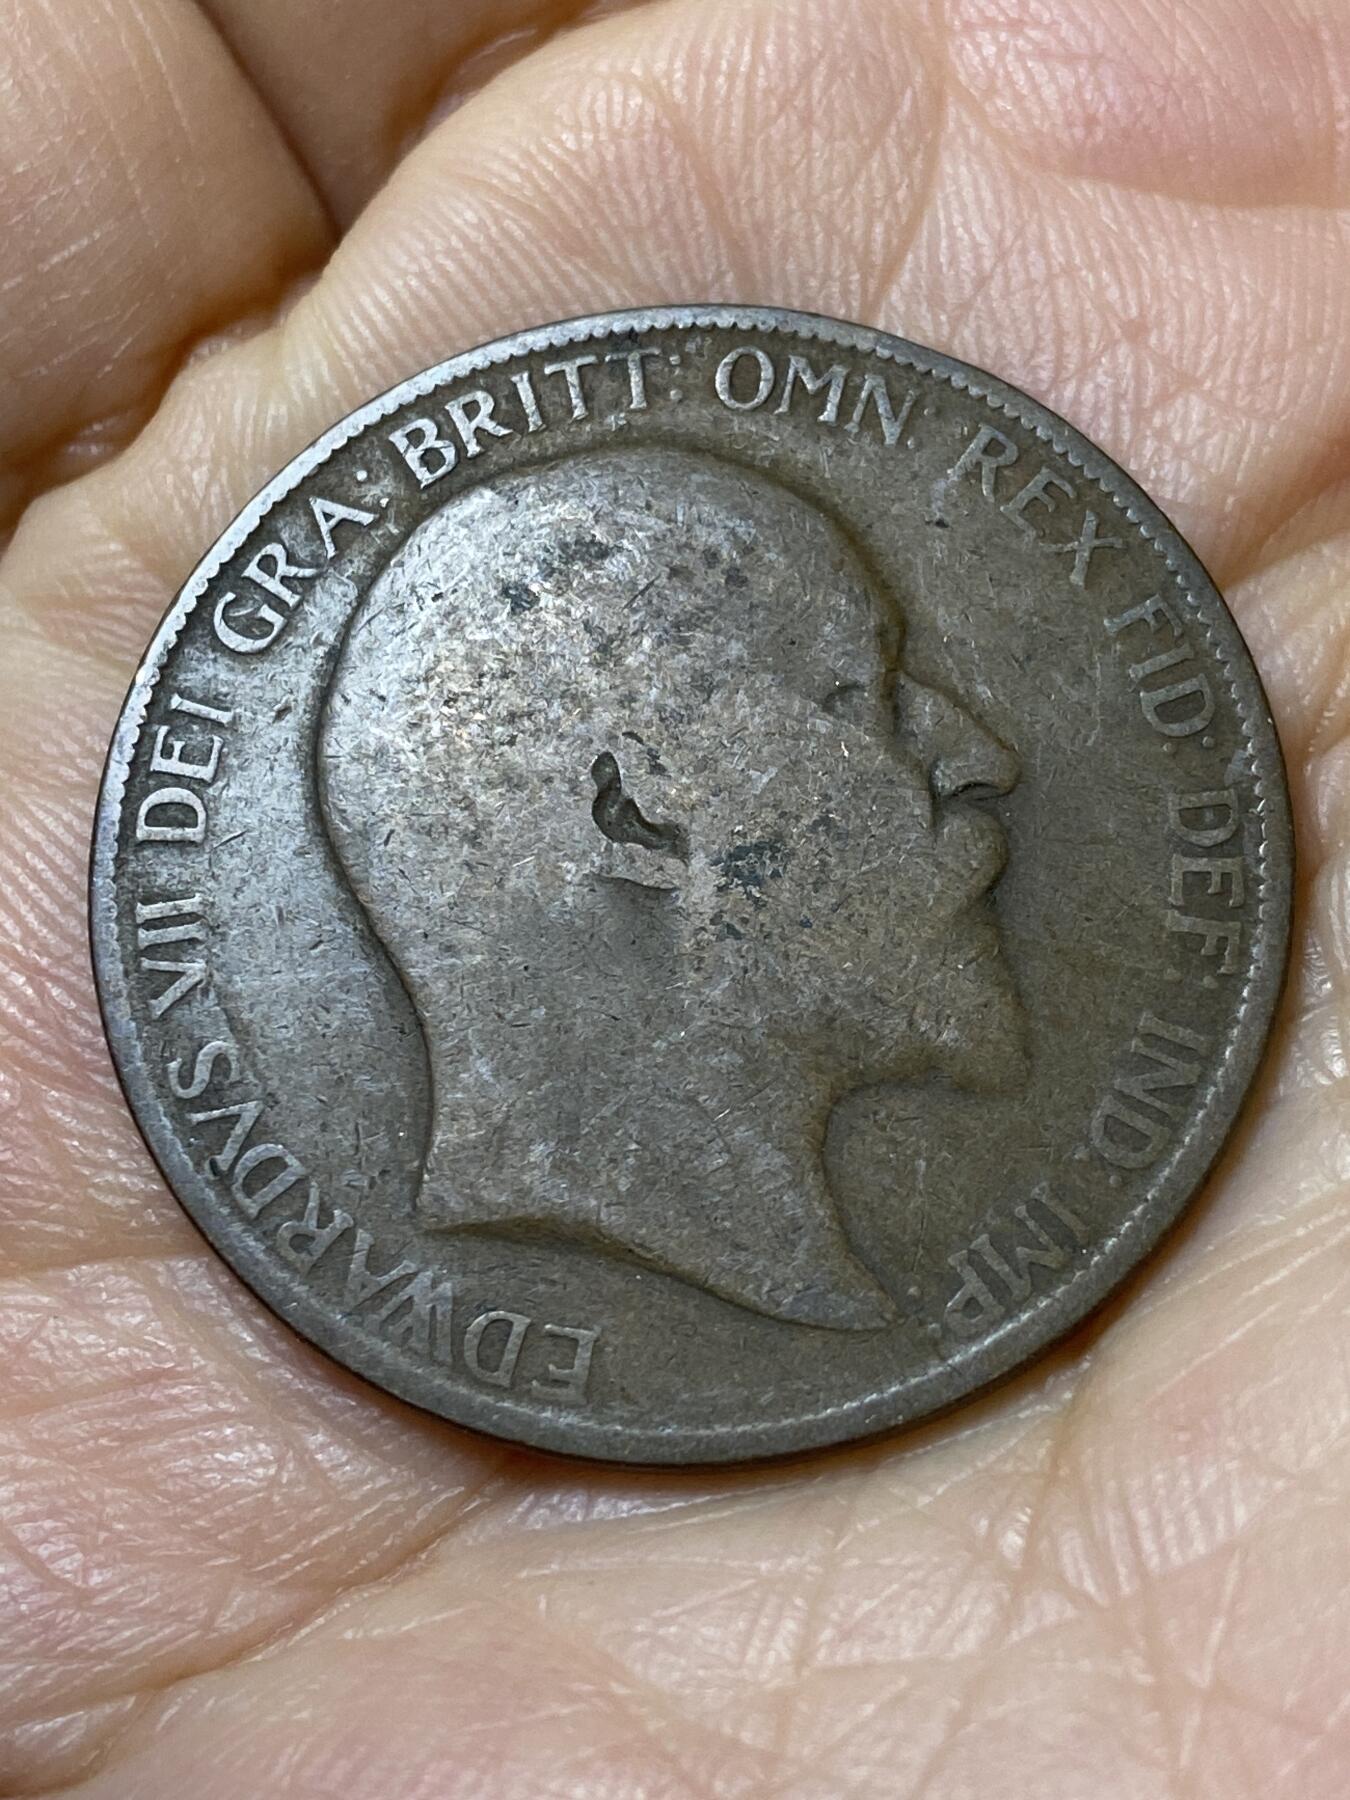 EDWARDVS VII DEI GRA: BRITT: OMN: REX FID: DEF: IND: IMP: